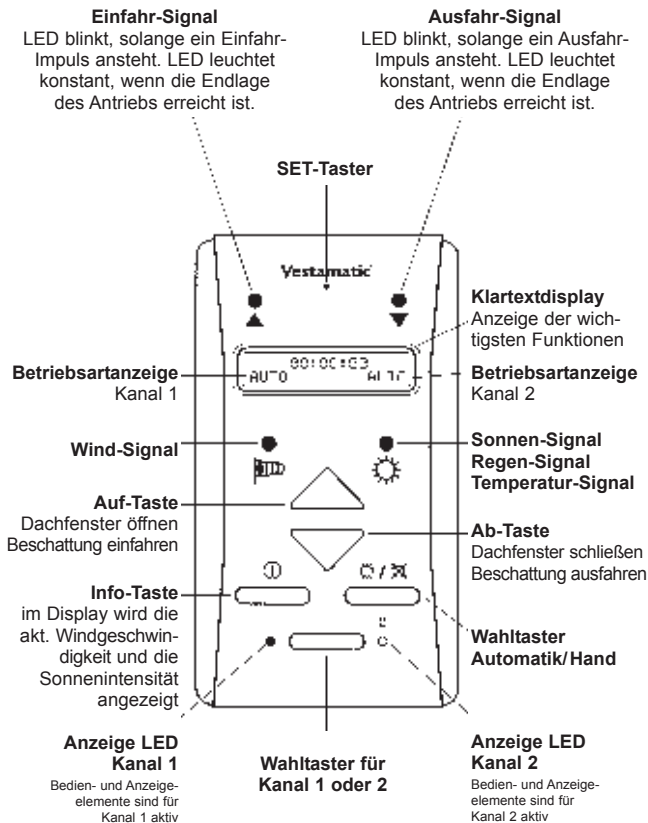 Einfahr-Signal
LED blinkt, solange ein Einfahr-
Impuls ansteht. LED leuchtet
konstant, wenn die Endlage
des Antriebs erreicht ist.
Ausfahr-Signal
LED blinkt, solange ein Ausfahr-
Impuls ansteht. LED leuchtet
konstant, wenn die Endlage
des Antriebs erreicht ist.
SET-Taster
Vestamatic
Klartextdisplay
Anzeige der wich-
tigsten Funktionen
AUTO
Betriebsartanzeige
Kanal 1
Betriebsartanzeige
Kanal 2
Wind-Signal
Sonnen-Signal
Regen-Signal
Temperatur-Signal
Auf-Taste
Dachfenster öffnen
Beschattung einfahren
Ab-Taste
Dachfenster schließen
Beschattung ausfahren
Info-Taste
im Display wird die
akt. Windgeschwin-
digkeit und die
Sonnenintensität
angezeigt
Wahltaster
Automatik/Hand
Anzeige LED
Kanal 1
Bedien- und Anzeige-
elemente sind für
Kanal 1 aktiv
Wahltaster für
Kanal 1 oder 2
Anzeige LED
Kanal 2
Bedien- und Anzeige-
elemente sind für
Kanal 2 aktiv